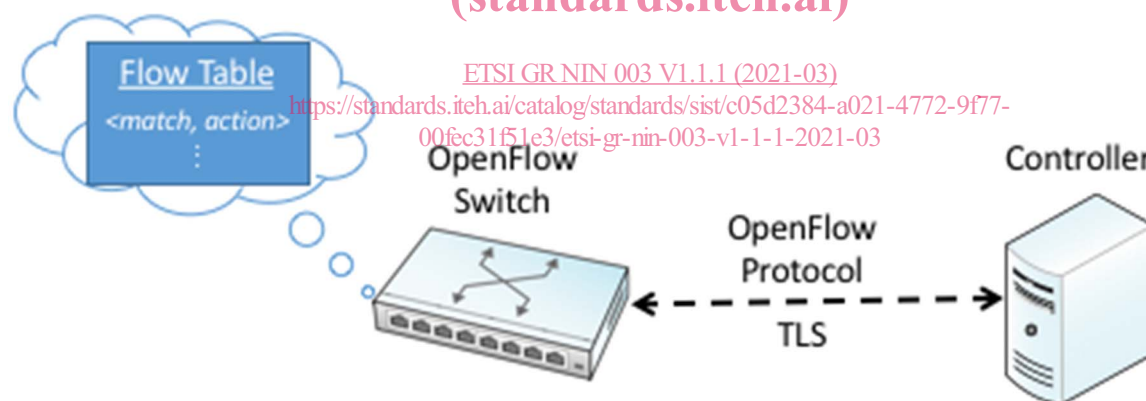 (standards.iteh.ai)
Flow Table
<match, action>
⋮
ETSI GR NIN 003 V1.1.1 (2021-03)
https://standards.iteh.ai/catalog/standards/sist/c05d2384-a021-4772-9f77-
00fec31f51e3/etsi-gr-nin-003-v1-1-1-2021-03
OpenFlow
Switch
Controller
OpenFlow
Protocol
TLS